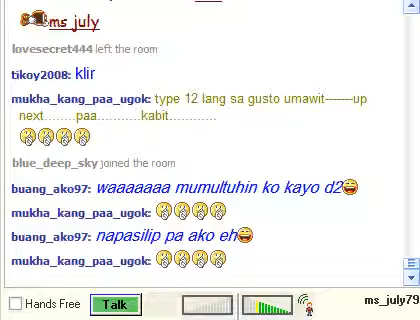 ms july
lovesecret444 left the room
tikoy2008: klir
mukha_kang_paa_ugok: type 12 lang sa gusto umawit-------up
next........paa...........kabit............
blue_deep_sky joined the room
buang_ako97: waaaaaaa mumultuhin ko kayo d2
mukha_kang_paa_ugok:
buang_ako97: napasilip pa ako eh
mukha_kang_paa_ugok:
Hands Free Talk ms_july79